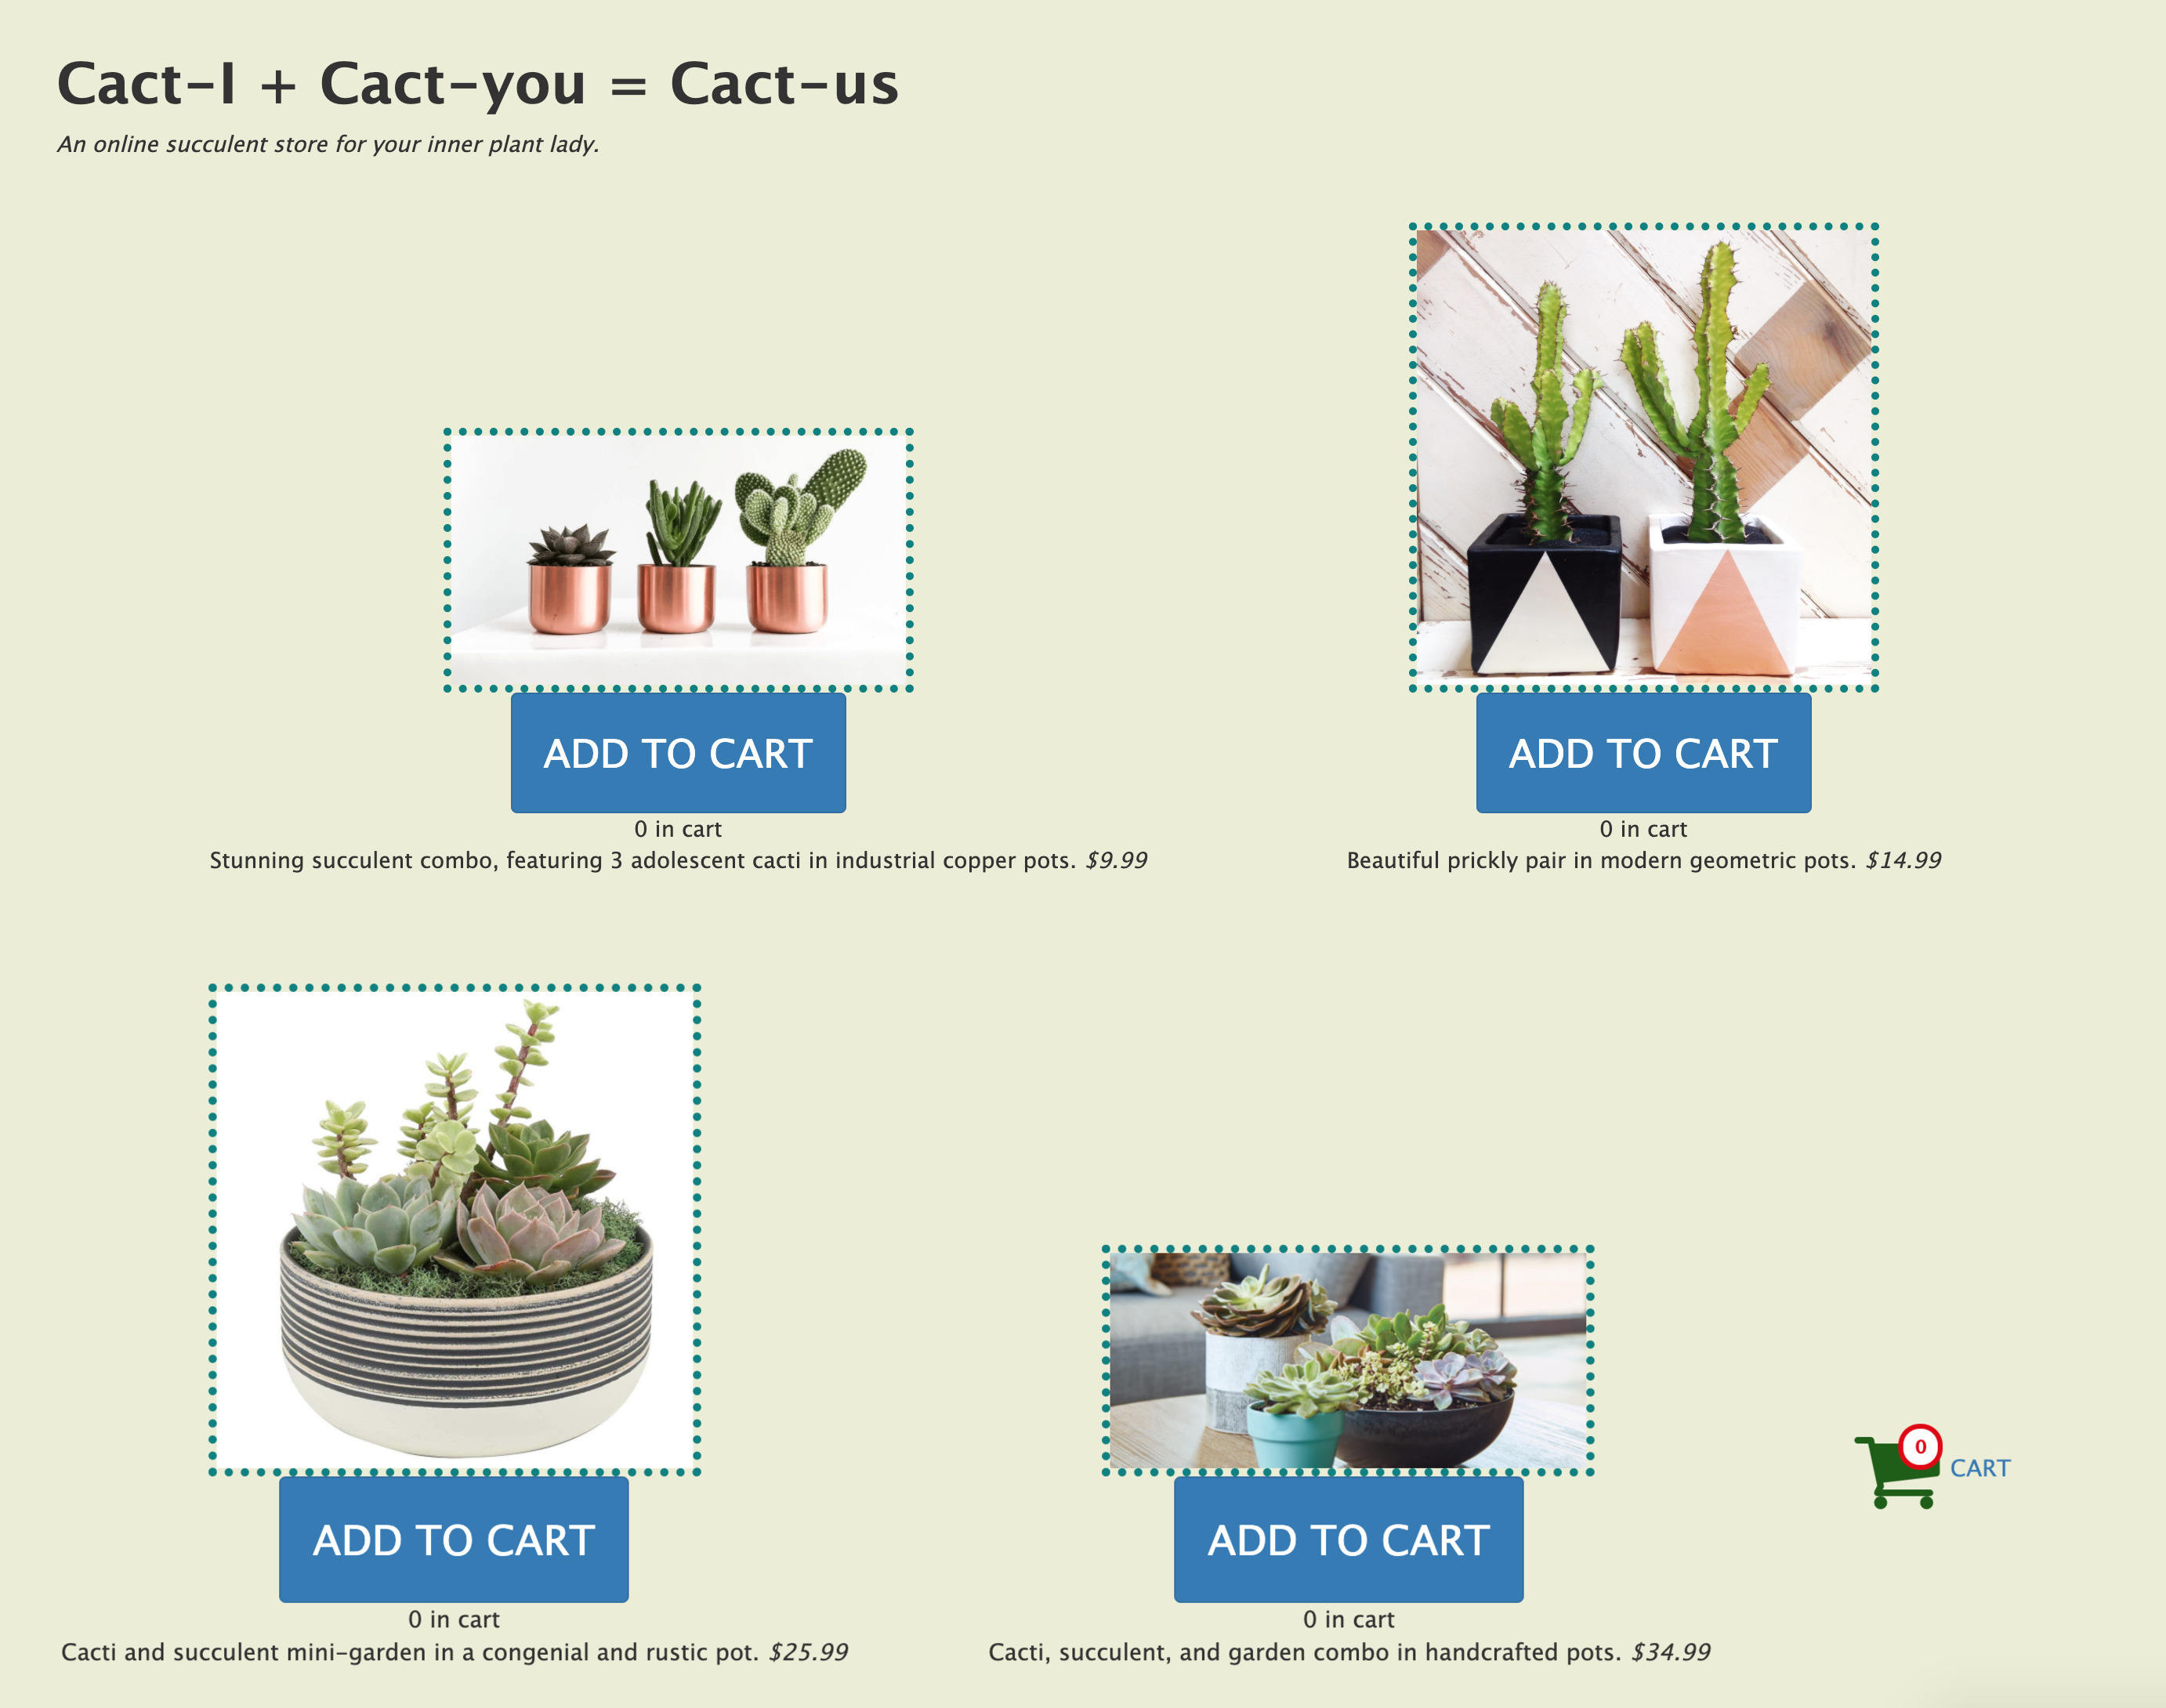 Cact-I + Cact-you = Cact-us
An online succulent store for your inner plant lady.
ADD TO CART
0 in cart
Stunning succulent combo, featuring 3 adolescent cacti in industrial copper pots. $9.99
ADD TO CART
0 in cart
Beautiful prickly pair in modern geometric pots. $14.99
ADD TO CART
0 in cart
Cacti and succulent mini-garden in a congenial and rustic pot. $25.99
ADD TO CART
0 in cart
Cacti, succulent, and garden combo in handcrafted pots. $34.99
0
CART